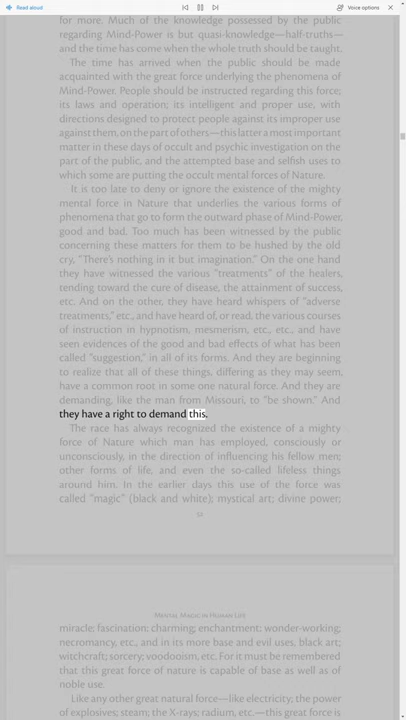 Read aloud
Voice options
for more. Much of the knowledge possessed by the public
regarding Mind-Power is but quasi-knowledge—half-truths—
and the time has come when the whole truth should be taught.
The time has arrived when the public should be made
acquainted with the great force underlying the phenomena of
Mind-Power. People should be instructed regarding this force;
its laws and operation; its intelligent and proper use, with
directions designed to protect people against its improper use
against them, on the part of others—this latter a most important
matter in these days of occult and psychic investigation on the
part of the public, and the attempted base and selfish uses to
which some are putting the occult mental forces of Nature.
It is too late to deny or ignore the existence of the mighty
mental force in Nature that underlies the various forms of
phenomena that go to form the outward phase of Mind-Power,
good and bad. Too much has been witnessed by the public
concerning these matters for them to be hushed by the old
cry, "There's nothing in it but imagination." On the one hand
they have witnessed the various "treatments" of the healers,
tending toward the cure of disease, the attainment of success,
etc. And on the other, they have heard whispers of "adverse
treatments," etc., and have heard of, or read, the various courses
of instruction in hypnotism, mesmerism, etc., etc., and have
seen evidences of the good and bad effects of what has been
called "suggestion," in all of its forms. And they are beginning
to realize that all of these things, differing as they may seem,
have a common root in some one natural force. And they are
demanding, like the man from Missouri, to "be shown." And
they have a right to demand this.
The race has always recognized the existence of a mighty
force of Nature which man has employed, consciously or
unconsciously, in the direction of influencing his fellow men;
other forms of life, and even the so-called lifeless things
around him. In the earlier days this use of the force was
called "magic" (black and white); mystical art; divine power;
Mental Magic in Human Life
miracle; fascination; charming; enchantment; wonder-working;
necromancy, etc., and in its more base and evil uses, black art;
witchcraft; sorcery; voodooism, etc. For it must be remembered
that this great force of nature is capable of base as well as of
noble use.
Like any other great natural force—like electricity; the power
of explosives; steam; the X-rays; radium, etc.—this great force is